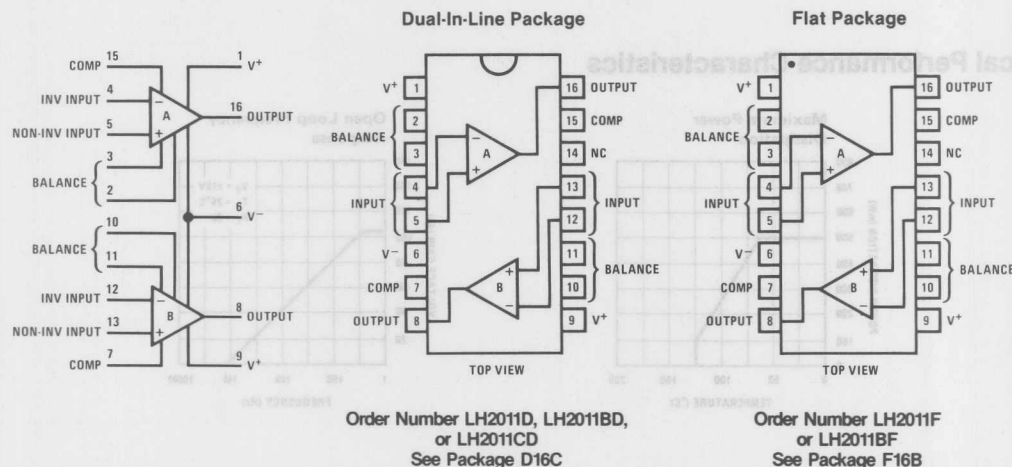 Dual-In-Line Package
Flat Package
COMP 15
INV INPUT 4
NON-INV INPUT 5
BALANCE 3
2
1 V+
16 OUTPUT
A
6 V−
BALANCE 10
11
INV INPUT 12
NON-INV INPUT 13
COMP 7
B
8 OUTPUT
9 V+
V+ 1
BALANCE 2
3
INPUT 4
5
V− 6
COMP 7
OUTPUT 8
16 OUTPUT
15 COMP
14 NC
13 INPUT
12
11 BALANCE
10
9 V+
A
B
TOP VIEW
Order Number LH2011D, LH2011BD,
or LH2011CD
See Package D16C
V+ 1
BALANCE 2
3
INPUT 4
5
V− 6
COMP 7
OUTPUT 8
16 OUTPUT
15 COMP
14 NC
13 INPUT
12
11 BALANCE
10
9 V+
A
B
TOP VIEW
Order Number LH2011F
or LH2011BF
See Package F16B